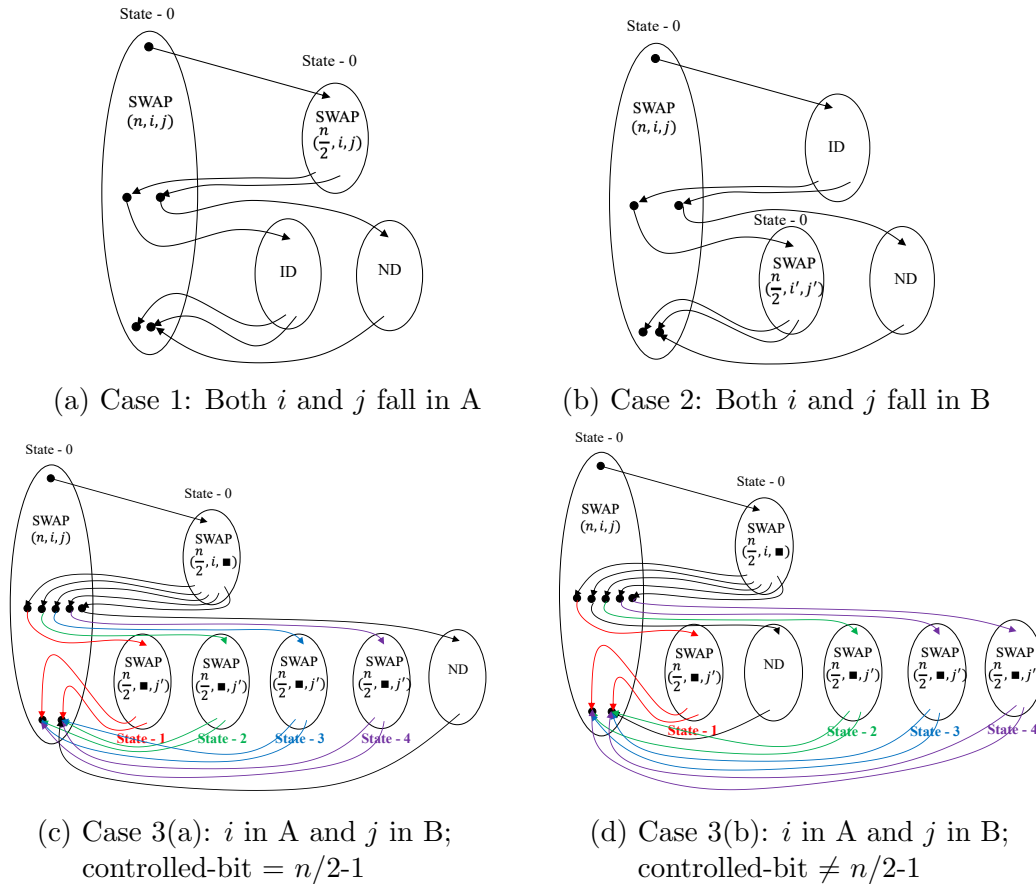 State - 0
State - 0
SWAP
(n, i, j)
SWAP
(n/2, i, j)
ID
ND
(a) Case 1: Both i and j fall in A
State - 0
SWAP
(n, i, j)
ID
State - 0
SWAP
(n/2, i', j')
ND
(b) Case 2: Both i and j fall in B
State - 0
State - 0
SWAP
(n, i, j)
SWAP
(n/2, i, ■)
SWAP
(n/2, ■, j')
SWAP
(n/2, ■, j')
SWAP
(n/2, ■, j')
SWAP
(n/2, ■, j')
ND
State - 1
State - 2
State - 3
State - 4
(c) Case 3(a): i in A and j in B;
controlled-bit = n/2-1
State - 0
State - 0
SWAP
(n, i, j)
SWAP
(n/2, i, ■)
SWAP
(n/2, ■, j')
ND
SWAP
(n/2, ■, j')
SWAP
(n/2, ■, j')
SWAP
(n/2, ■, j')
State - 1
State - 2
State - 3
State - 4
(d) Case 3(b): i in A and j in B;
controlled-bit ≠ n/2-1